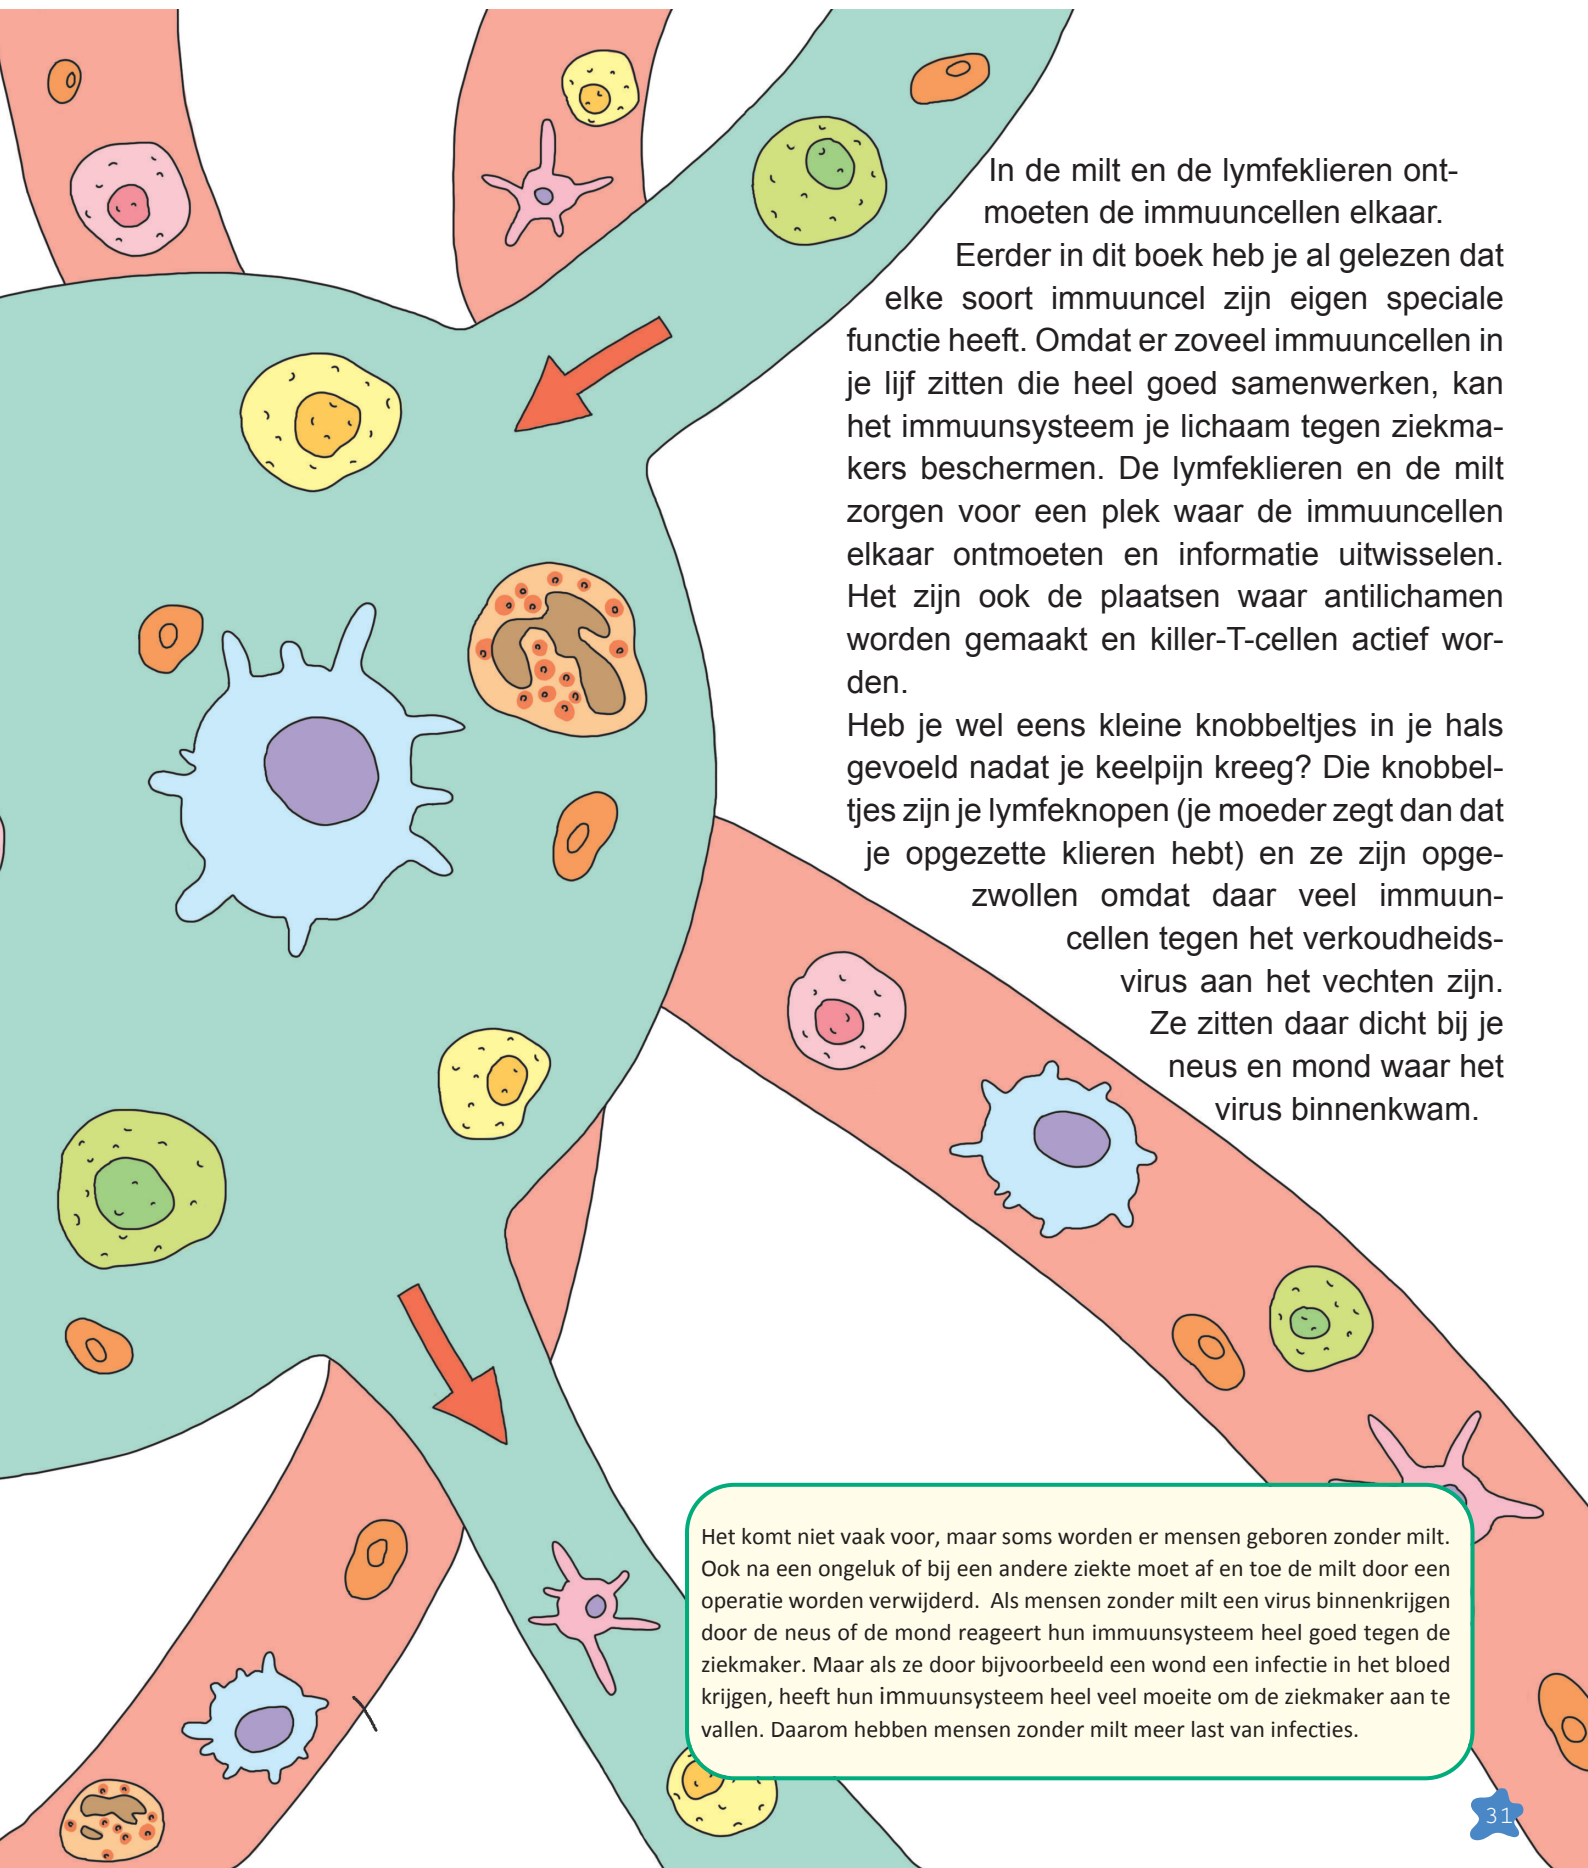 In de milt en de lymfeklieren ont-
moeten de immuuncellen elkaar.
Eerder in dit boek heb je al gelezen dat
elke soort immuuncel zijn eigen speciale
functie heeft. Omdat er zoveel immuuncellen in
je lijf zitten die heel goed samenwerken, kan
het immuunsysteem je lichaam tegen ziekma-
kers beschermen. De lymfeklieren en de milt
zorgen voor een plek waar de immuuncellen
elkaar ontmoeten en informatie uitwisselen.
Het zijn ook de plaatsen waar antilichamen
worden gemaakt en killer-T-cellen actief wor-
den.
Heb je wel eens kleine knobbeltjes in je hals
gevoeld nadat je keelpijn kreeg? Die knobbel-
tjes zijn je lymfeknopen (je moeder zegt dan dat
je opgezette klieren hebt) en ze zijn opge-
zwollen omdat daar veel immuun-
cellen tegen het verkoudheids-
virus aan het vechten zijn.
Ze zitten daar dicht bij je
neus en mond waar het
virus binnenkwam.
Het komt niet vaak voor, maar soms worden er mensen geboren zonder milt.
Ook na een ongeluk of bij een andere ziekte moet af en toe de milt door een
operatie worden verwijderd. Als mensen zonder milt een virus binnenkrijgen
door de neus of de mond reageert hun immuunsysteem heel goed tegen de
ziekmaker. Maar als ze door bijvoorbeeld een wond een infectie in het bloed
krijgen, heeft hun immuunsysteem heel veel moeite om de ziekmaker aan te
vallen. Daarom hebben mensen zonder milt meer last van infecties.
31